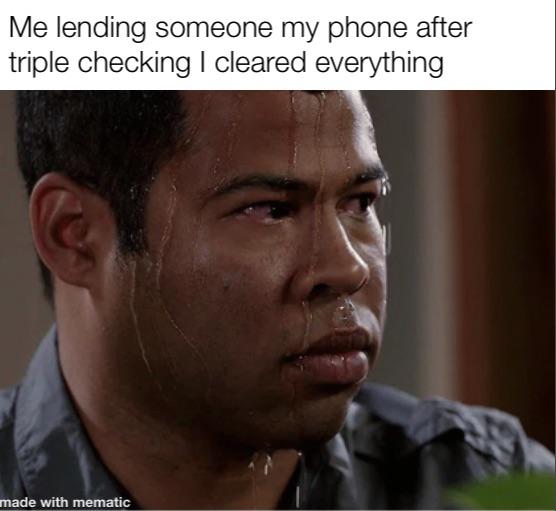 Me lending someone my phone after
triple checking I cleared everything
made with mematic